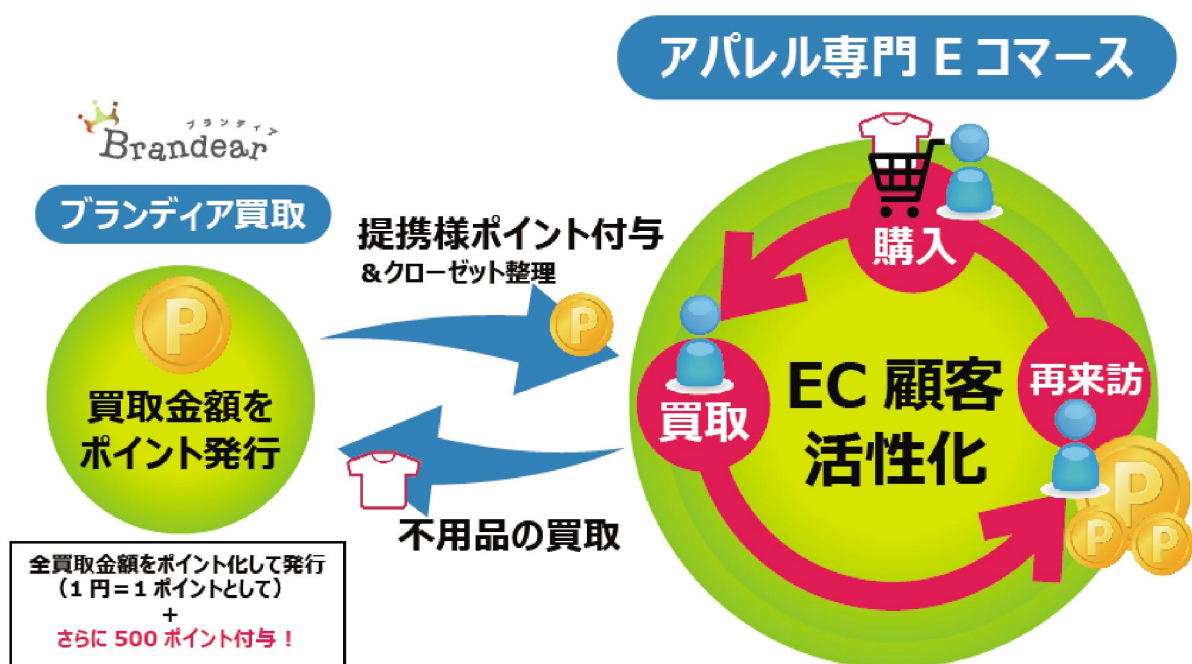 アパレル専門 E コマース
ブランディア
Brandear
ブランディア買取
提携様ポイント付与
&クローゼット整理
P
P
買取金額を
ポイント発行
不用品の買取
全買取金額をポイント化して発行
(1 円=1 ポイントとして)
+
さらに 500 ポイント付与!
購入
買取
EC 顧客
活性化
再来訪
P
P
P